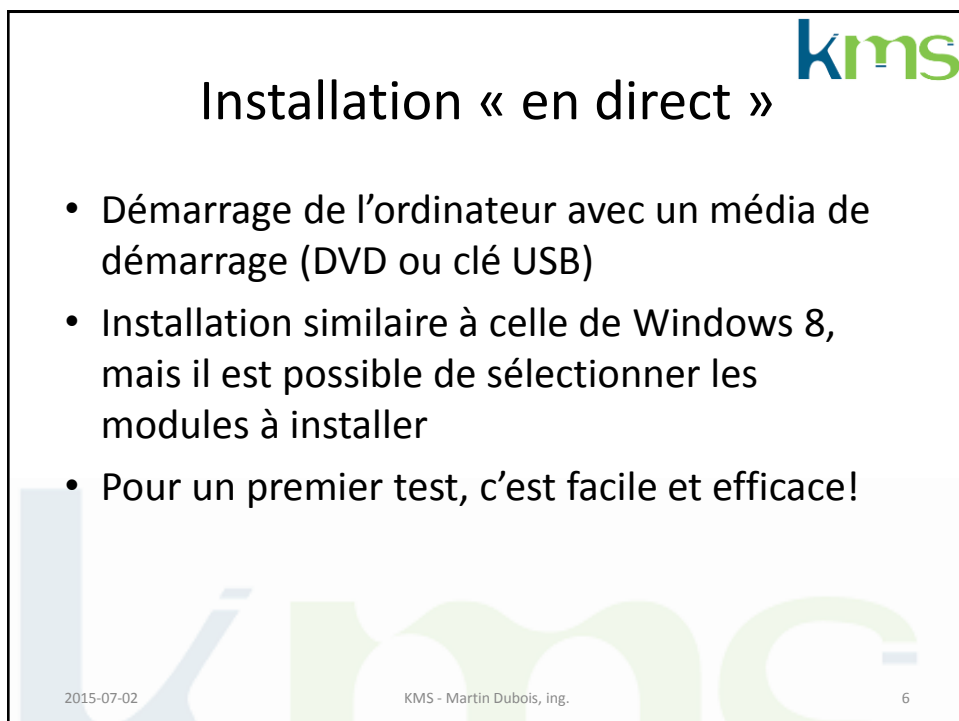 kms
Installation « en direct »
• Démarrage de l’ordinateur avec un média de
démarrage (DVD ou clé USB)
• Installation similaire à celle de Windows 8,
mais il est possible de sélectionner les
modules à installer
• Pour un premier test, c’est facile et efficace!
kms
2015-07-02
KMS - Martin Dubois, ing.
6